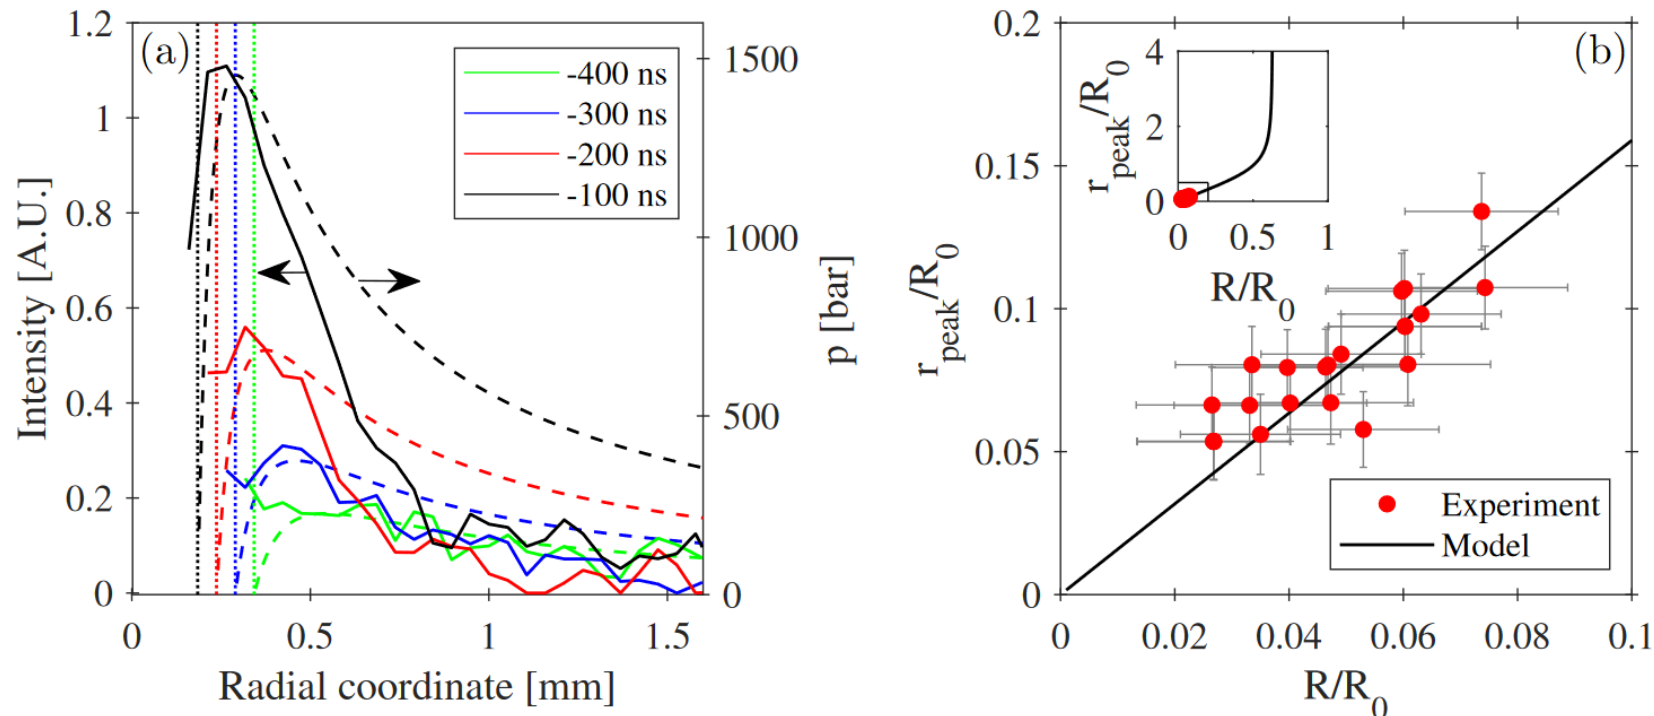 (a)
1.2
1
0.8
0.6
0.4
0.2
0
Intensity [A.U.]
-400 ns
-300 ns
-200 ns
-100 ns
1500
1000
500
0
p [bar]
0
0.5
1
1.5
Radial coordinate [mm]
(b)
0.2
0.15
0.1
0.05
0
r_peak/R_0
4
2
0
r_peak/R_0
0
0.5
1
R/R_0
Experiment
Model
0
0.02
0.04
0.06
0.08
0.1
R/R_0